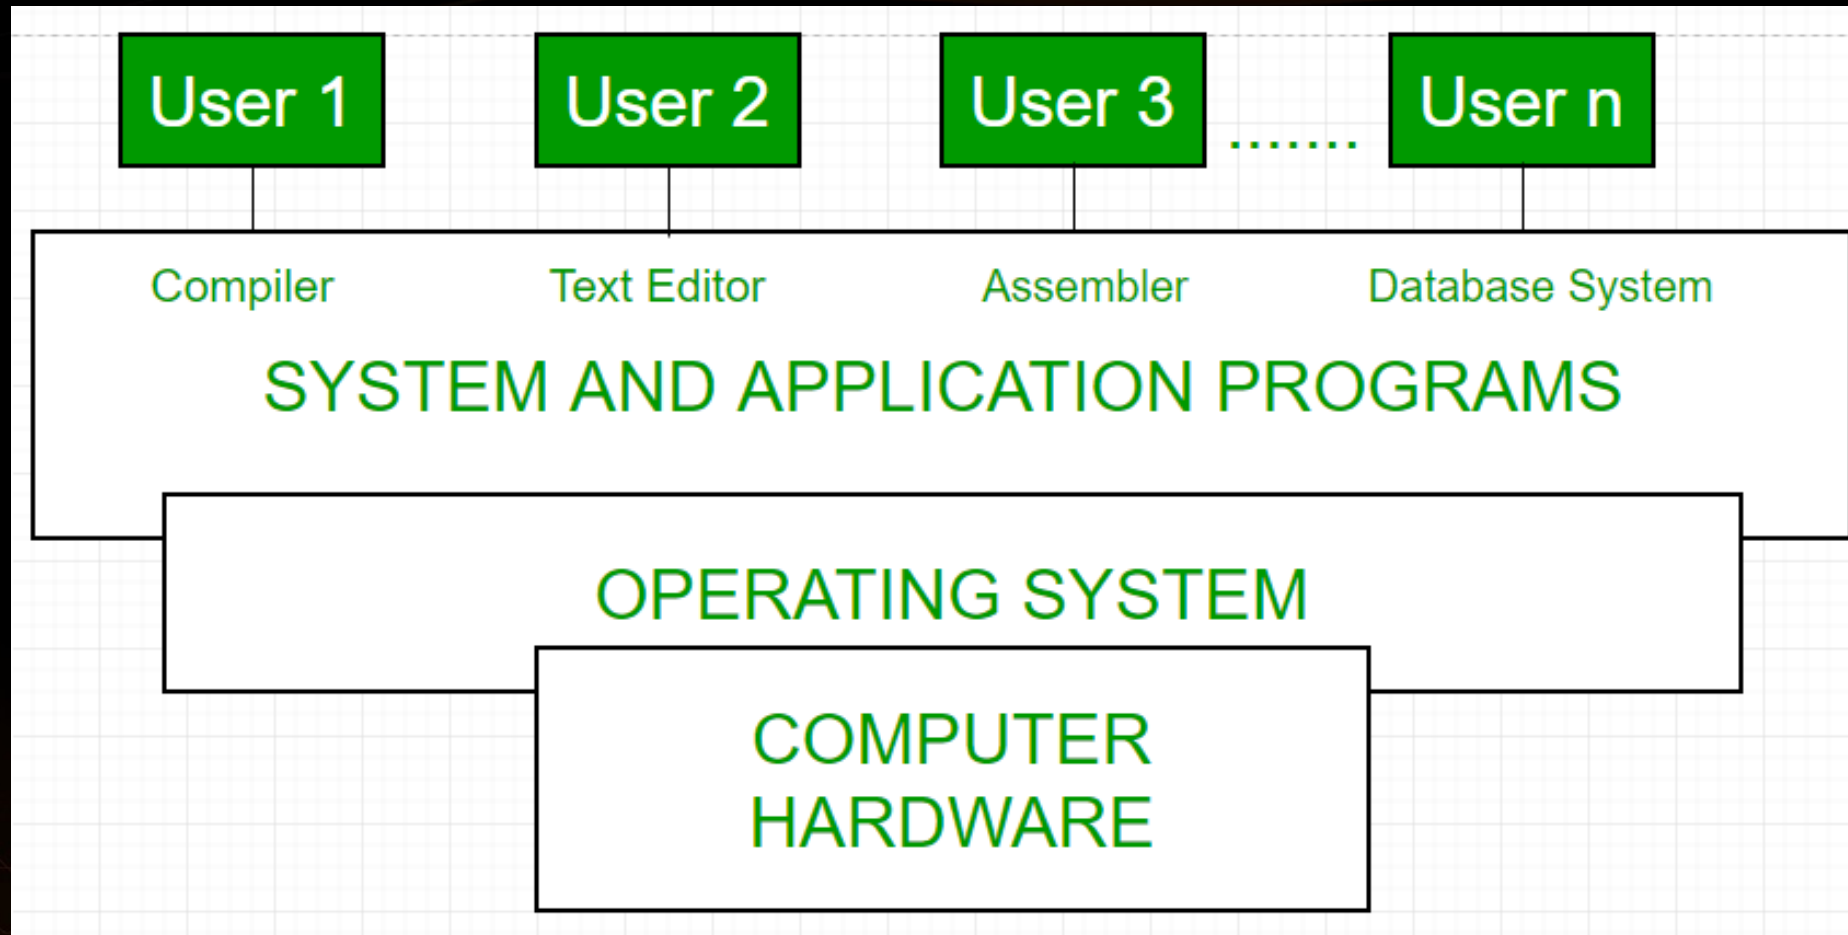 User 1 User 2 User 3 ....... User n
Compiler Text Editor Assembler Database System
SYSTEM AND APPLICATION PROGRAMS
OPERATING SYSTEM
COMPUTER
HARDWARE